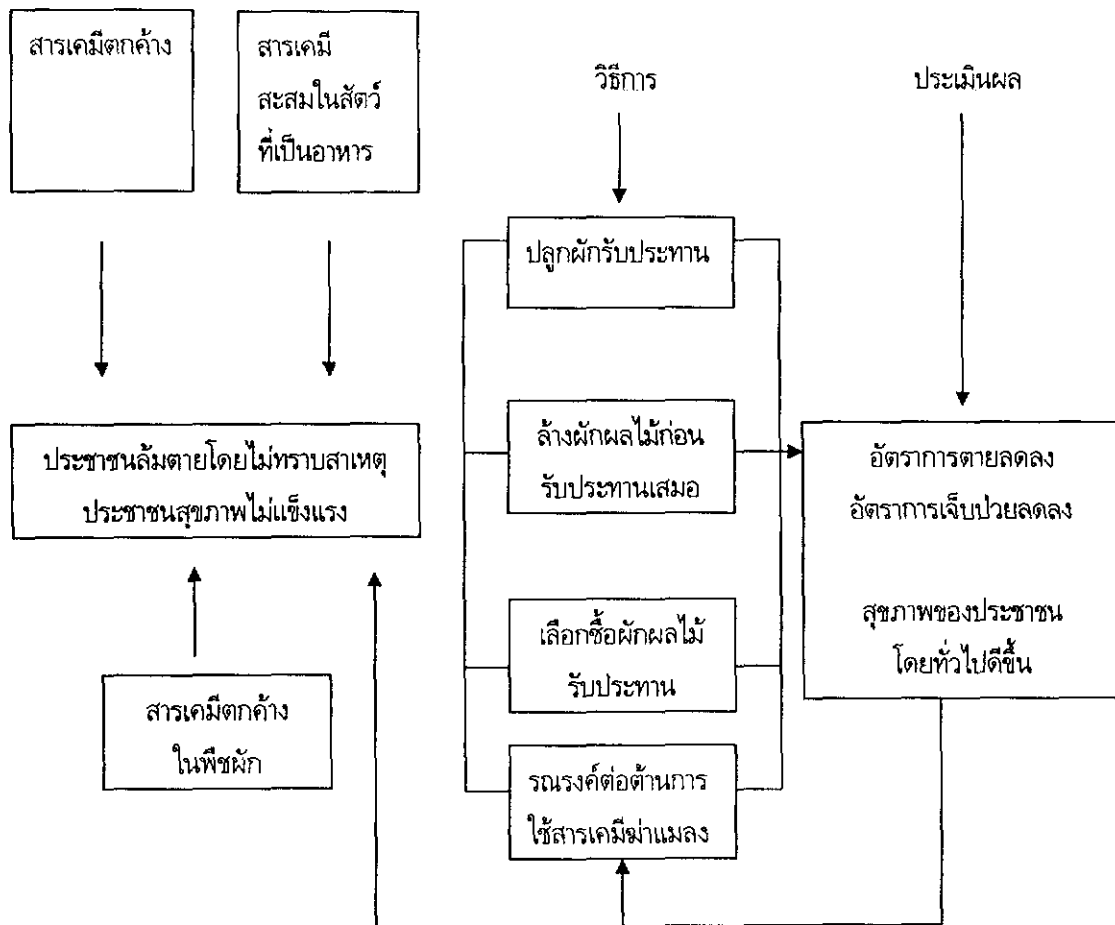 สารเคมีตกค้าง
สารเคมี
สะสมในสัตว์
ที่เป็นอาหาร
วิธีการ
ประเมินผล
ปลูกผักรับประทาน
ล้างผักผลไม้ก่อน
รับประทานเสมอ
ประชาชนล้มตายโดยไม่ทราบสาเหตุ
ประชาชนสุขภาพไม่แข็งแรง
อัตราการตายลดลง
อัตราการเจ็บป่วยลดลง
สุขภาพของประชาชน
โดยทั่วไปดีขึ้น
เลือกซื้อผักผลไม้
รับประทาน
สารเคมีตกค้าง
ในพืชผัก
รณรงค์ต่อต้านการ
ใช้สารเคมีฆ่าแมลง